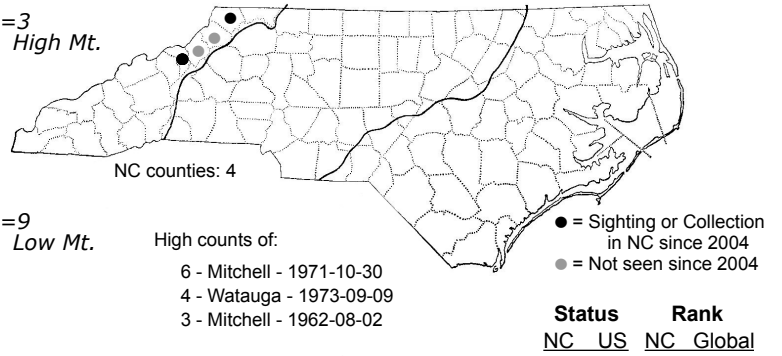 =3
High Mt.
NC counties: 4
=9
Low Mt.
High counts of:
6 - Mitchell - 1971-10-30
4 - Watauga - 1973-09-09
3 - Mitchell - 1962-08-02
● = Sighting or Collection
in NC since 2004
● = Not seen since 2004
Status Rank
NC US NC Global